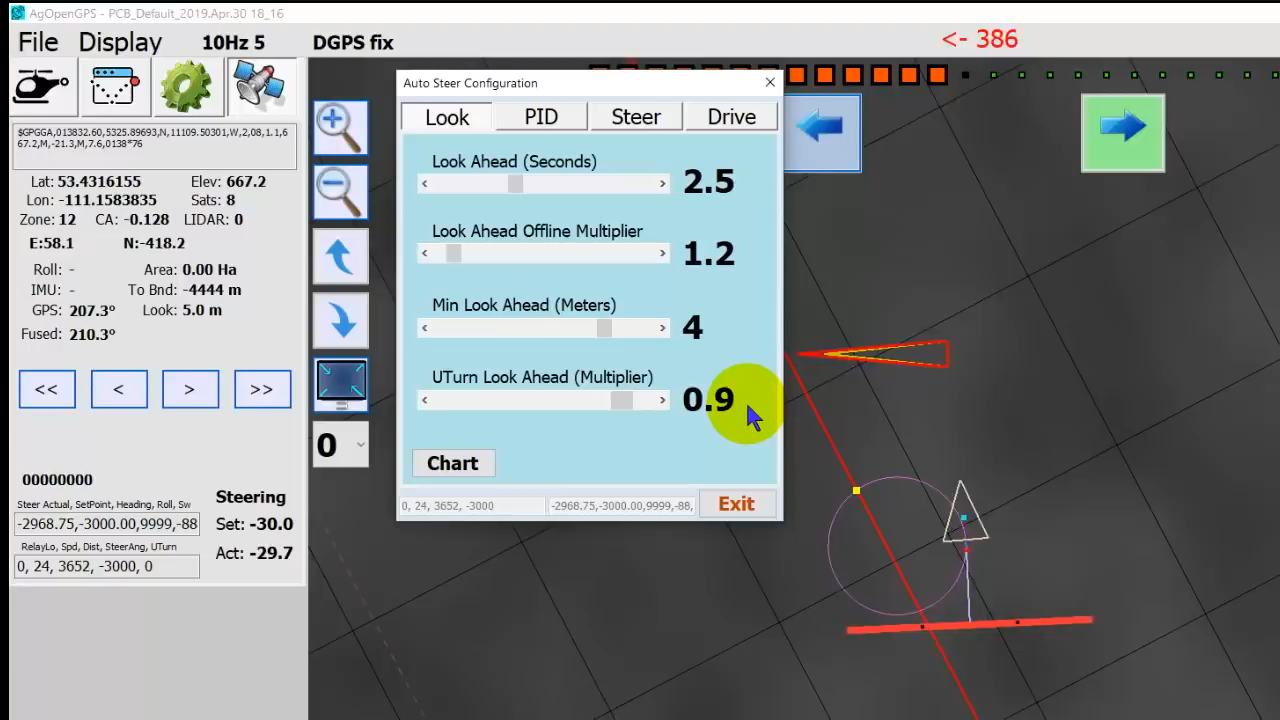 AgOpenGPS - PCB_Default_2019.Apr.30 18_16
File Display 10Hz 5 DGPS fix
<- 386
$GPGGA,013832.60,5325.89693,N,11109.50301,W,2,08,1.1,6
67.2,M,-21.3,M,7.6,0138*76
Lat: 53.4316155 Elev: 667.2
Lon: -111.1583835 Sats: 8
Zone: 12 CA: -0.128 LIDAR: 0
E:58.1 N:-418.2
Roll: - Area: 0.00 Ha
IMU: - To Bnd: -4444 m
GPS: 207.3° Look: 5.0 m
Fused: 210.3°
<< < > >>
0
00000000
Steer Actual, SetPoint, Heading, Roll, Sw
-2968.75,-3000.00,9999,-88
RelayLo, Spd, Dist, SteerAng, UTurn
0, 24, 3652, -3000, 0
Steering
Set: -30.0
Act: -29.7
Auto Steer Configuration
Look PID Steer Drive
Look Ahead (Seconds)
2.5
Look Ahead Offline Multiplier
1.2
Min Look Ahead (Meters)
4
UTurn Look Ahead (Multiplier)
0.9
Chart
0, 24, 3652, -3000 -2968.75,-3000.00,9999,-88,
Exit